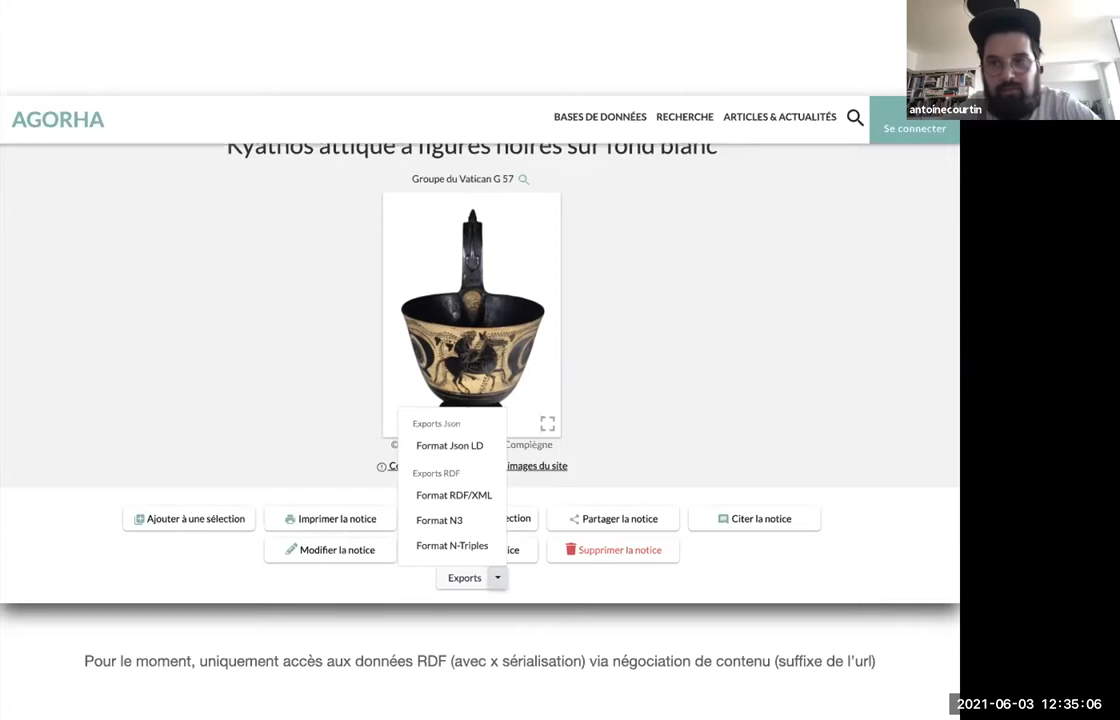 antoinecourtin
AGORHA
BASES DE DONNÉES RECHERCHE ARTICLES & ACTUALITÉS
Se connecter
Kyathos attique à figures noires sur fond blanc
Groupe du Vatican G 57
Exports Json
Format Json LD
© Compiègne
images du site
Exports RDF
Format RDF/XML
Format N3
Format N-Triples
Ajouter à une sélection
Imprimer la notice
ection
Partager la notice
Citer la notice
Modifier la notice
ice
Supprimer la notice
Exports
Pour le moment, uniquement accès aux données RDF (avec x sérialisation) via négociation de contenu (suffixe de l'url)
2021-06-03 12:35:06